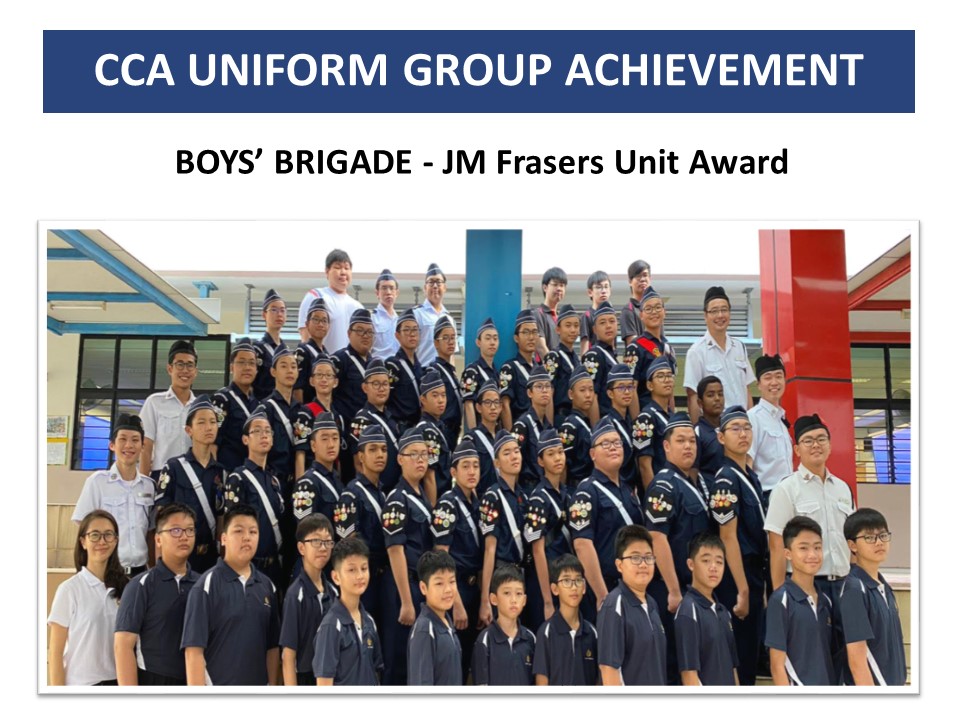 CCA UNIFORM GROUP ACHIEVEMENT
BOYS’ BRIGADE - JM Frasers Unit Award